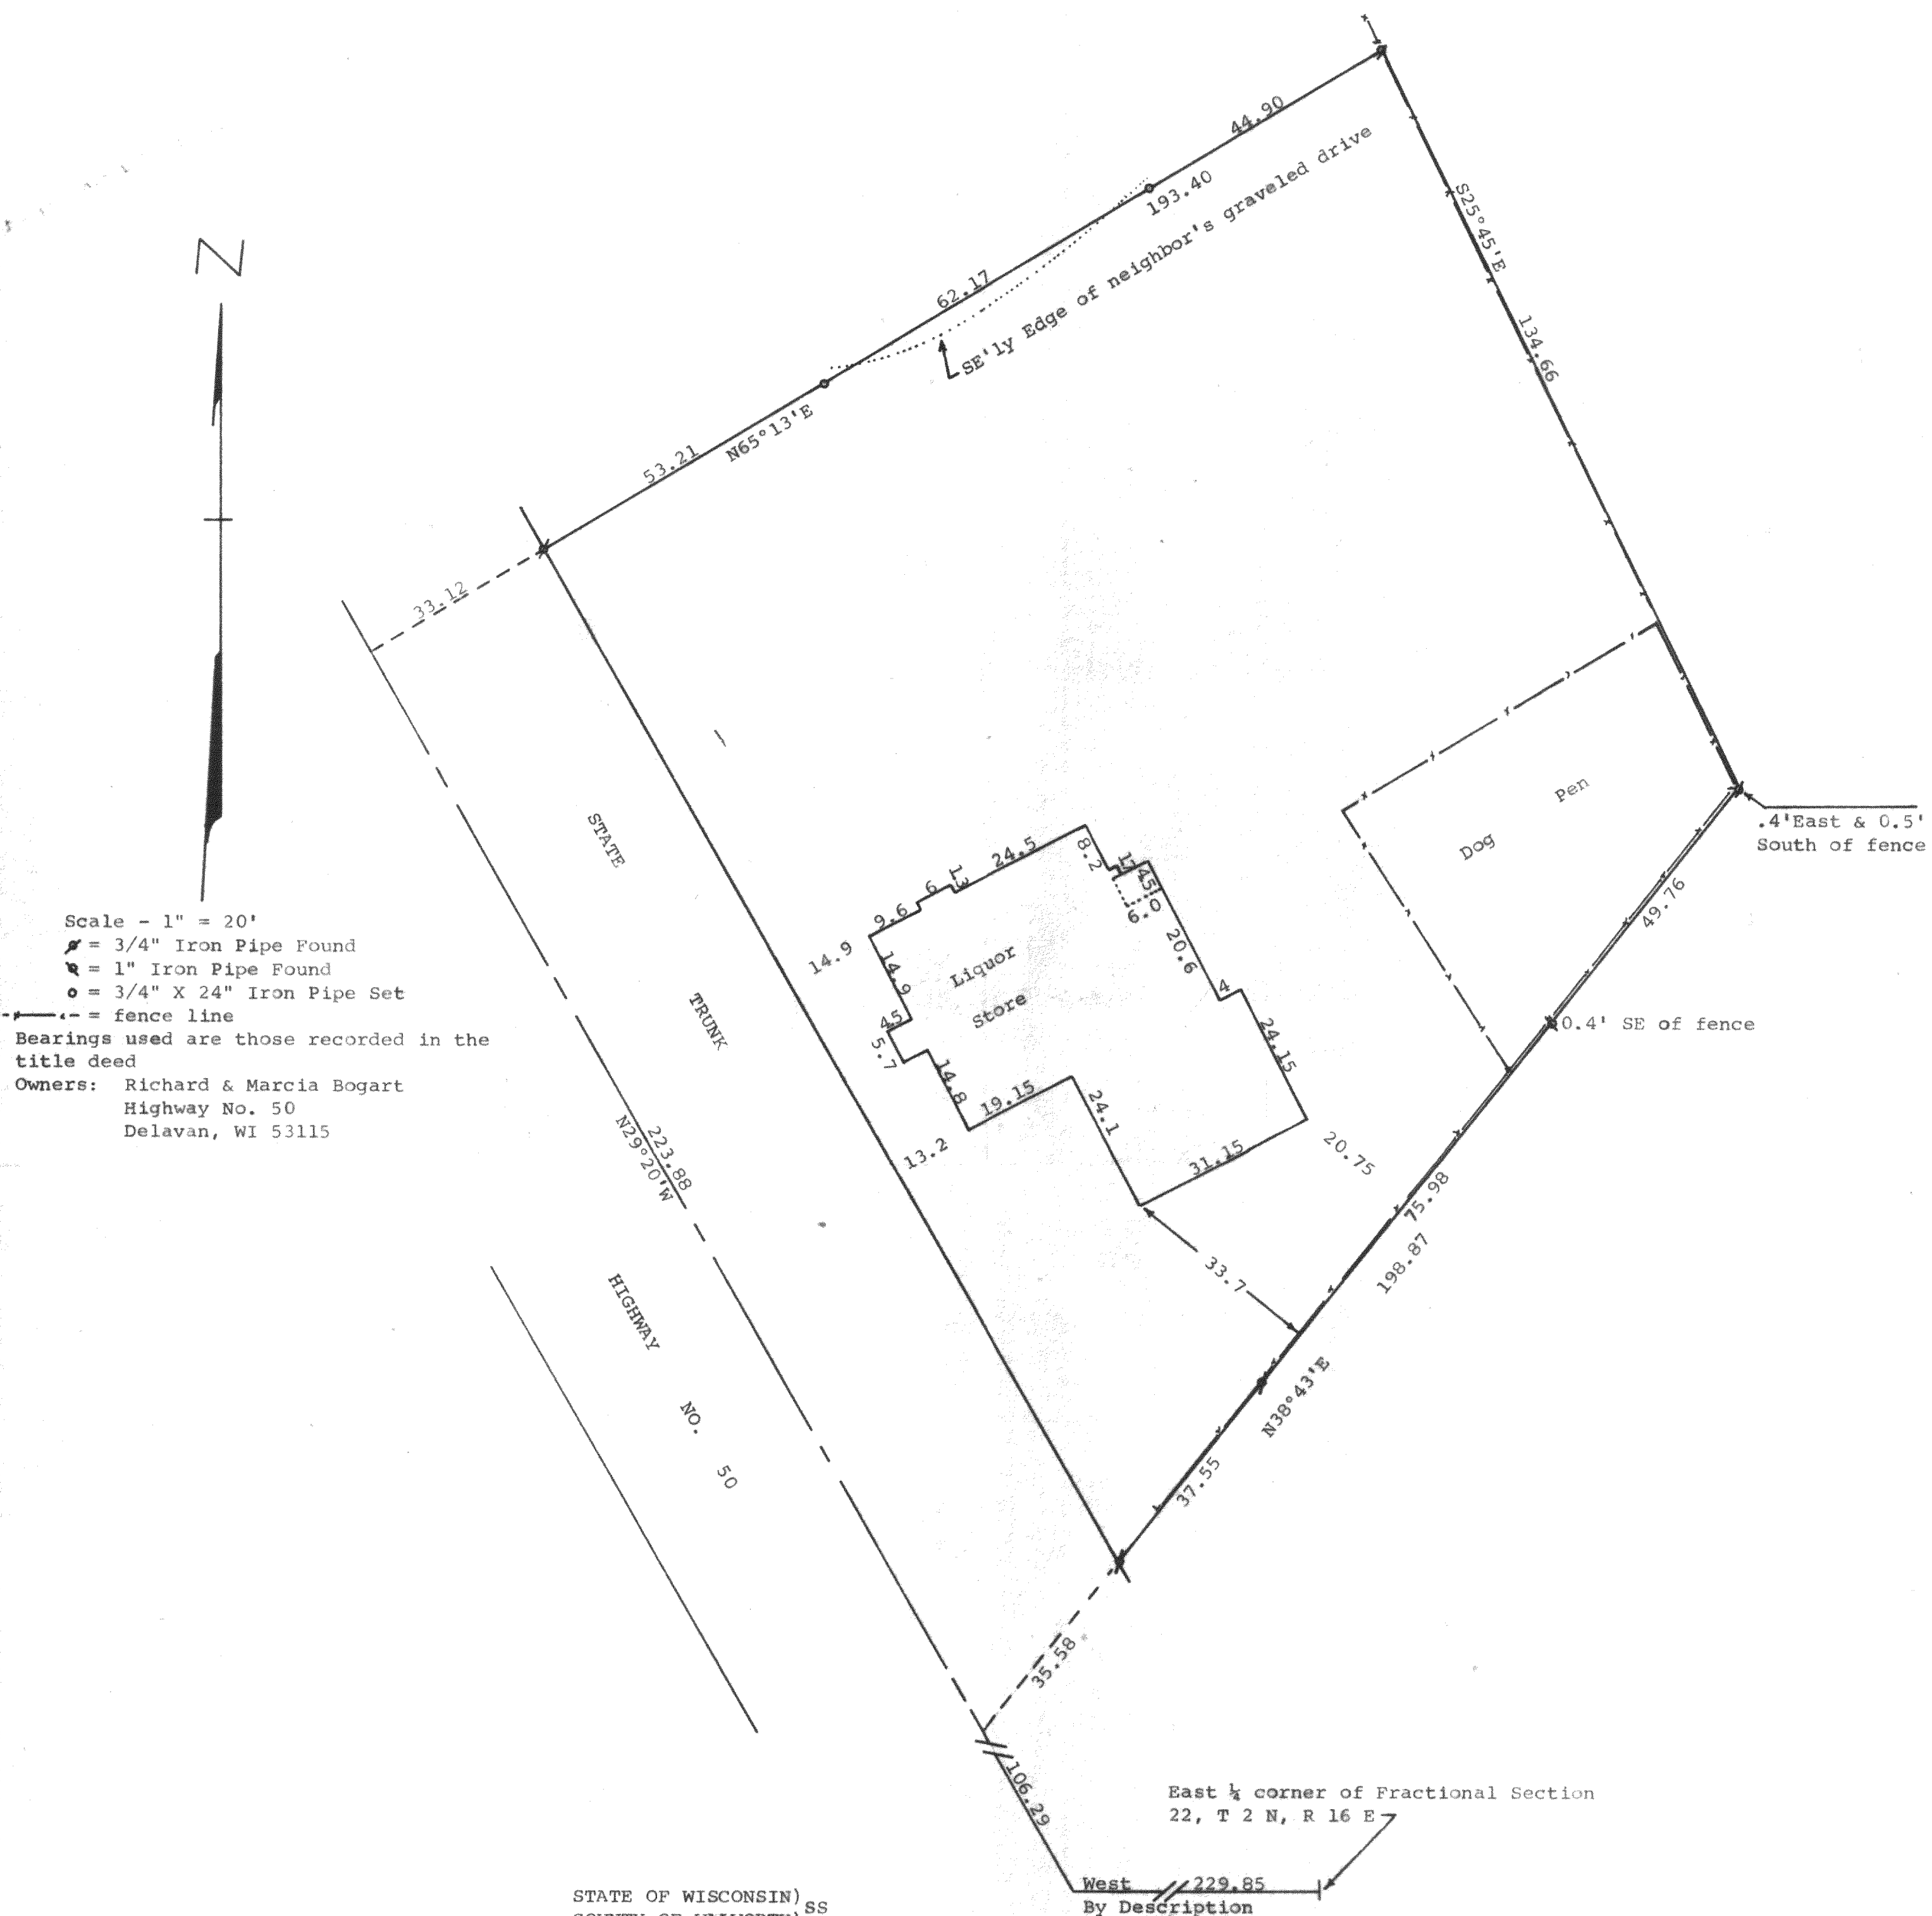 N
44.90
193.40
SE'ly Edge of neighbor's graveled drive
62.17
53.21
N65°13'E
S25°45'E
134.66
33.12
STATE
TRUNK
HIGHWAY
NO.
50
223.88
N29°20'W
Dog Pen
.4'East & 0.5'
South of fence
49.76
0.4' SE of fence
24.5
8.2
13
6
9.6
14.9
14.9
45
5.7
14.8
19.15
13.2
24.1
31.15
6.0
20.6
4
24.15
Liquor
Store
20.75
33.7
75.98
198.87
N38°43'E
37.55
35.58
106.29
Scale - 1" = 20'
= 3/4" Iron Pipe Found
= 1" Iron Pipe Found
= 3/4" X 24" Iron Pipe Set
= fence line
Bearings used are those recorded in the
title deed
Owners: Richard & Marcia Bogart
Highway No. 50
Delavan, WI 53115
East ¼ corner of Fractional Section
22, T 2 N, R 16 E
West 229.85
By Description
STATE OF WISCONSIN)
SS